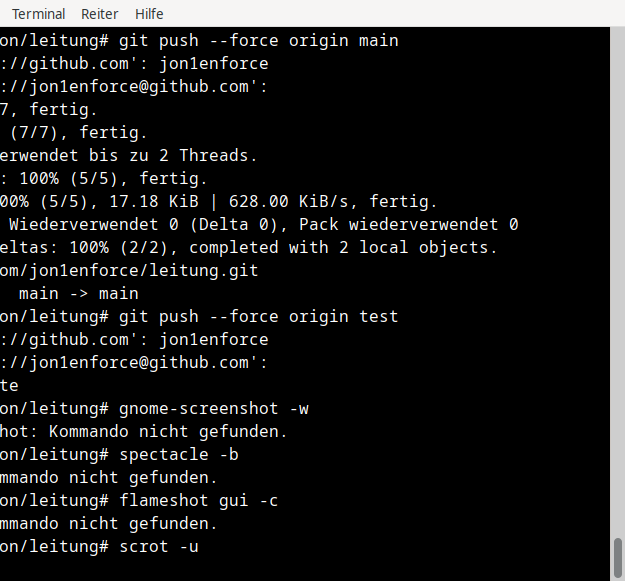 Terminal Reiter Hilfe
on/leitung# git push --force origin main
://github.com': jon1enforce
://jon1enforce@github.com':
7, fertig.
(7/7), fertig.
erwendet bis zu 2 Threads.
: 100% (5/5), fertig.
00% (5/5), 17.18 KiB | 628.00 KiB/s, fertig.
Wiederverwendet 0 (Delta 0), Pack wiederverwendet 0
eltas: 100% (2/2), completed with 2 local objects.
om/jon1enforce/leitung.git
main -> main
on/leitung# git push --force origin test
://github.com': jon1enforce
://jon1enforce@github.com':
te
on/leitung# gnome-screenshot -w
hot: Kommando nicht gefunden.
on/leitung# spectacle -b
mmando nicht gefunden.
on/leitung# flameshot gui -c
mmando nicht gefunden.
on/leitung# scrot -u